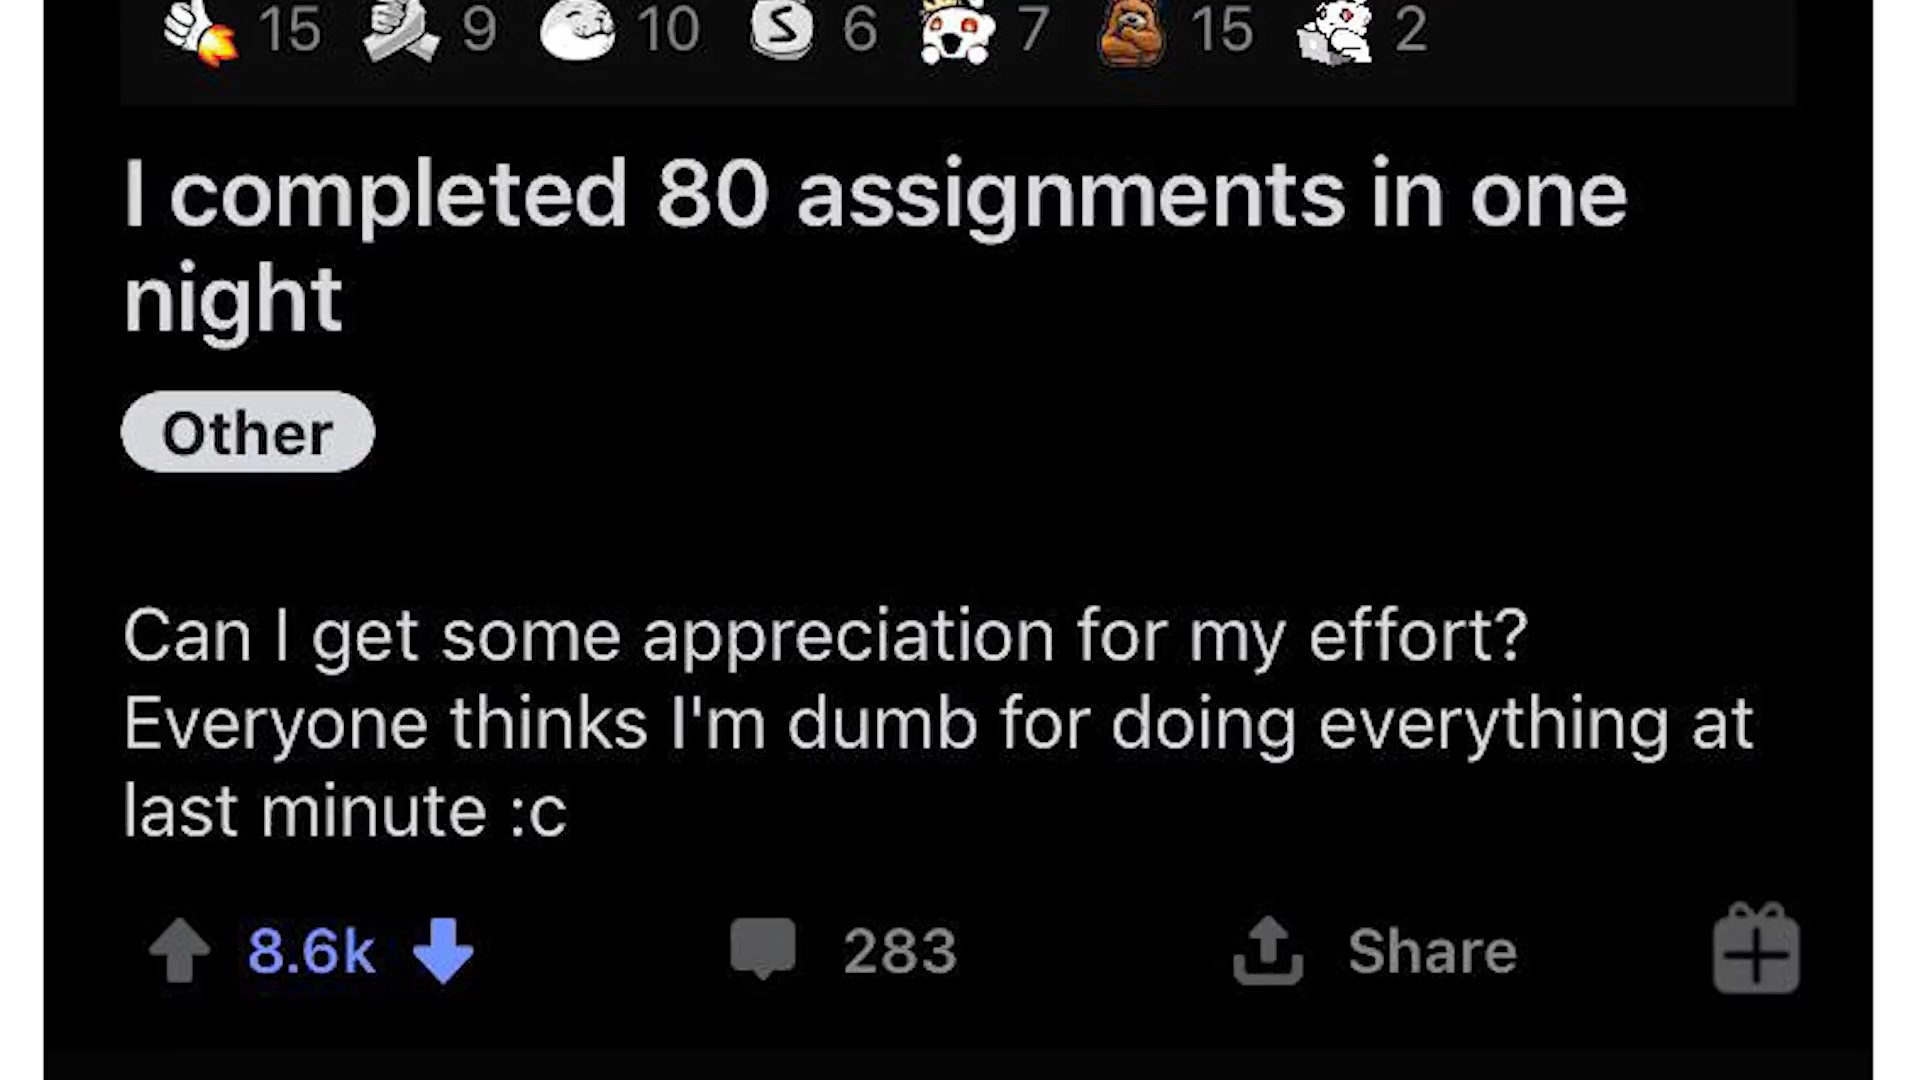 15 9 10 S 6 7 15 2
I completed 80 assignments in one
night
Other
Can I get some appreciation for my effort?
Everyone thinks I'm dumb for doing everything at
last minute :c
8.6k 283 Share